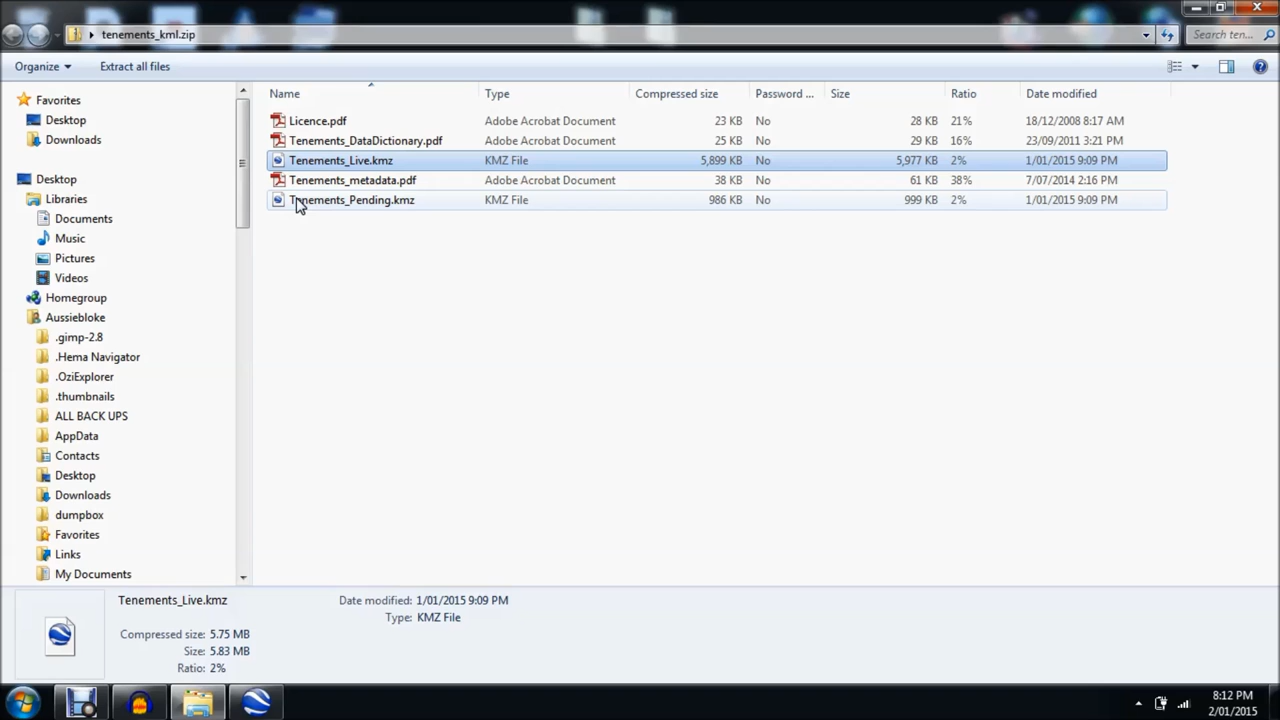 tenements_kml.zip
Search ten...
Organize
Extract all files
Name Type Compressed size Password ... Size Ratio Date modified
Licence.pdf Adobe Acrobat Document 23 KB No 28 KB 21% 18/12/2008 8:17 AM
Tenements_DataDictionary.pdf Adobe Acrobat Document 25 KB No 29 KB 16% 23/09/2011 3:21 PM
Tenements_Live.kmz KMZ File 5,899 KB No 5,977 KB 2% 1/01/2015 9:09 PM
Tenements_metadata.pdf Adobe Acrobat Document 38 KB No 61 KB 38% 7/07/2014 2:16 PM
Tenements_Pending.kmz KMZ File 986 KB No 999 KB 2% 1/01/2015 9:09 PM
Favorites
Desktop
Downloads
Desktop
Libraries
Documents
Music
Pictures
Videos
Homegroup
Aussiebloke
.gimp-2.8
.Hema Navigator
.OziExplorer
.thumbnails
ALL BACK UPS
AppData
Contacts
Desktop
Downloads
dumpbox
Favorites
Links
My Documents
Tenements_Live.kmz
Date modified: 1/01/2015 9:09 PM
Type: KMZ File
Compressed size: 5.75 MB
Size: 5.83 MB
Ratio: 2%
8:12 PM
2/01/2015